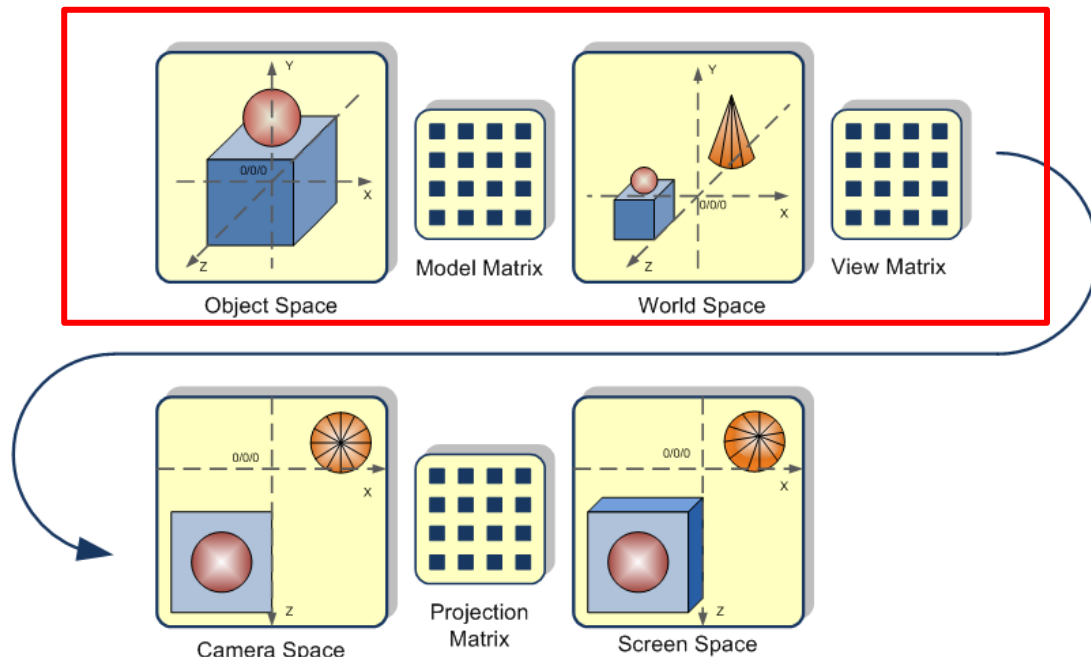 Y
0/0/0
X
Z
Object Space
Model Matrix
Y
0/0/0
X
Z
World Space
View Matrix
0/0/0
X
Z
Camera Space
Projection
Matrix
0/0/0
X
Z
Screen Space